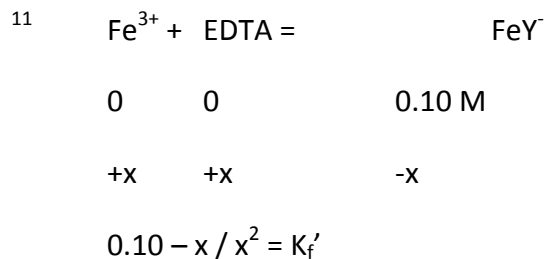 11 Fe³⁺ + EDTA = FeY⁻
0 0 0.10 M
+x +x -x
0.10 – x / x² = Kf’